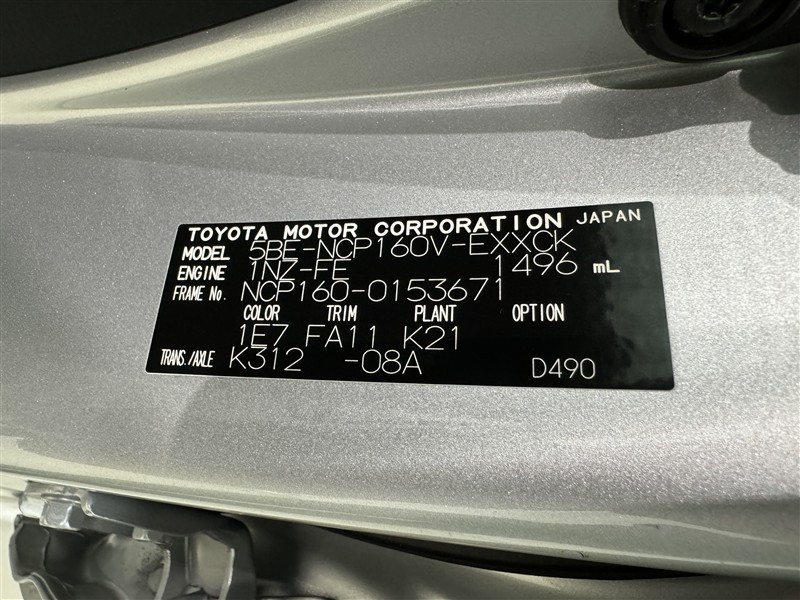 TOYOTA MOTOR CORPORATION JAPAN
MODEL 5BE-NCP160V-EXXCK
ENGINE 1NZ-FE 1496 mL
FRAME No. NCP160-0153671
COLOR TRIM PLANT OPTION
1E7 FA11 K21
TRANS./AXLE K312 -08A D490